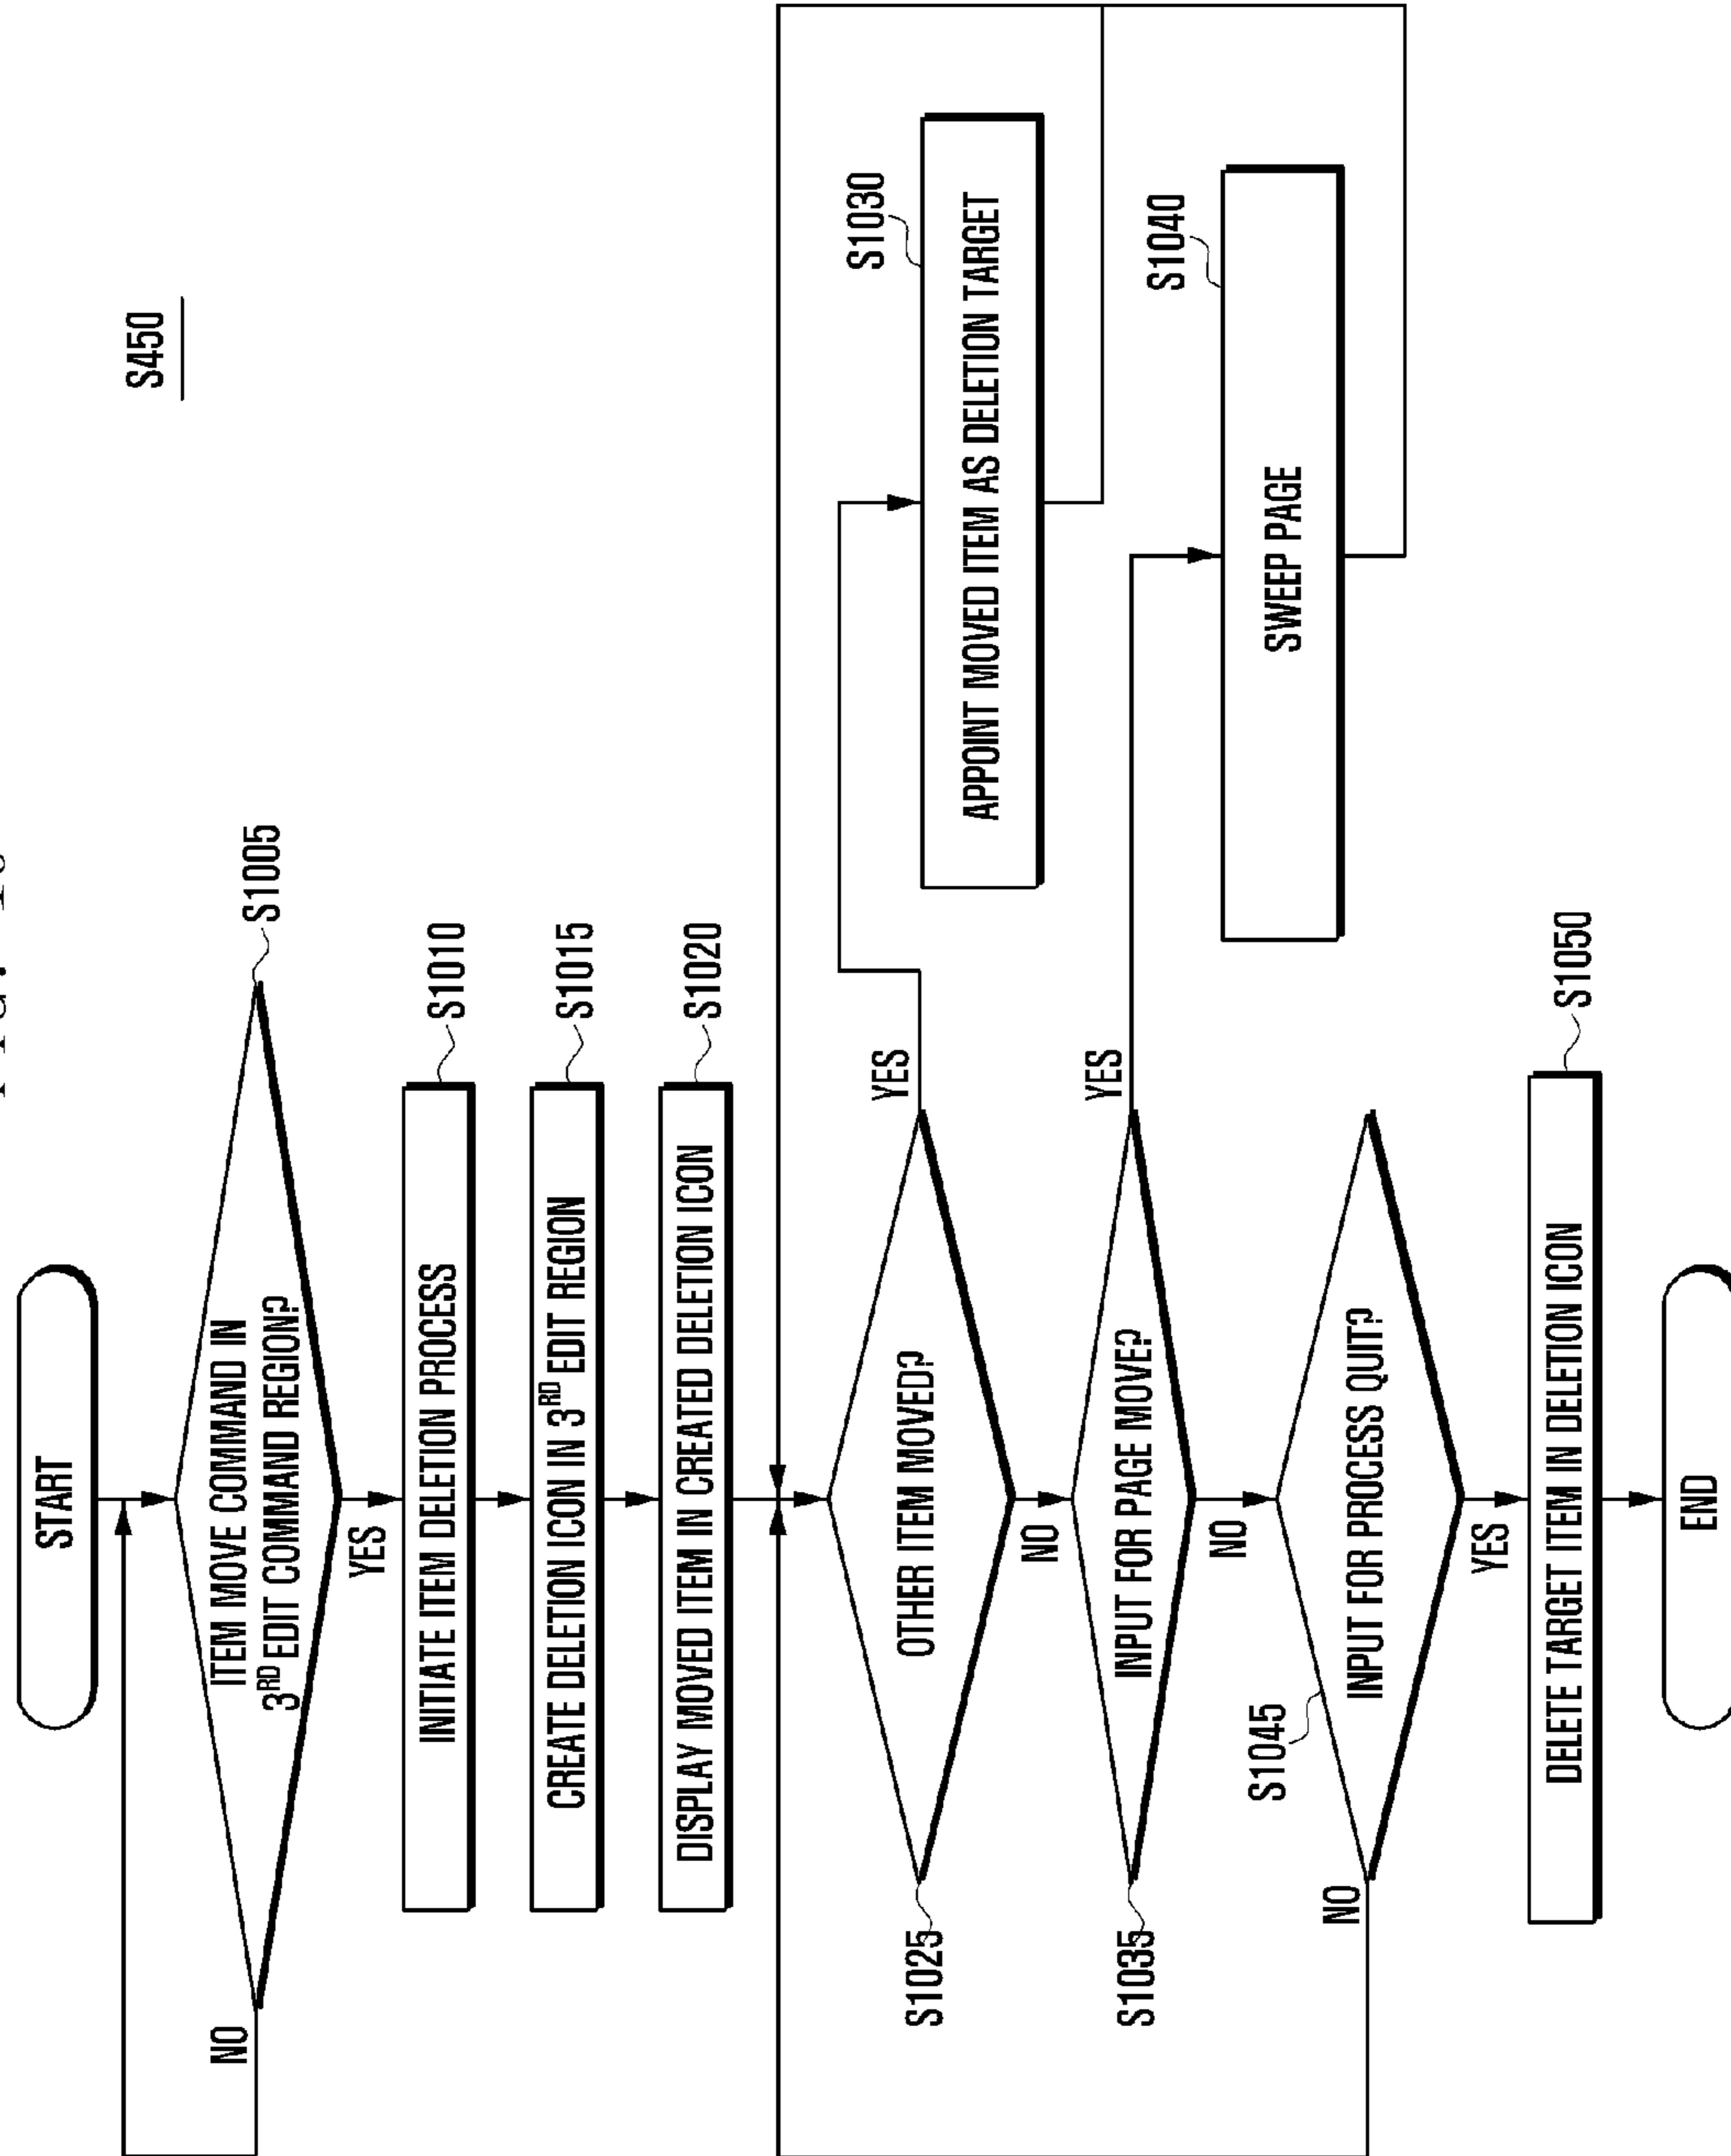 S450
START
ITEM MOVE COMMAND IN
3RD EDIT COMMAND REGION?
S1005
NO
YES
INITIATE ITEM DELETION PROCESS
S1010
CREATE DELETION ICON IN 3RD EDIT REGION
S1015
DISPLAY MOVED ITEM IN CREATED DELETION ICON
S1020
S1025
OTHER ITEM MOVED?
YES
NO
APPOINT MOVED ITEM AS DELETION TARGET
S1030
S1035
INPUT FOR PAGE MOVE?
YES
NO
SWEEP PAGE
S1040
S1045
INPUT FOR PROCESS QUIT?
NO
YES
DELETE TARGET ITEM IN DELETION ICON
S1050
END